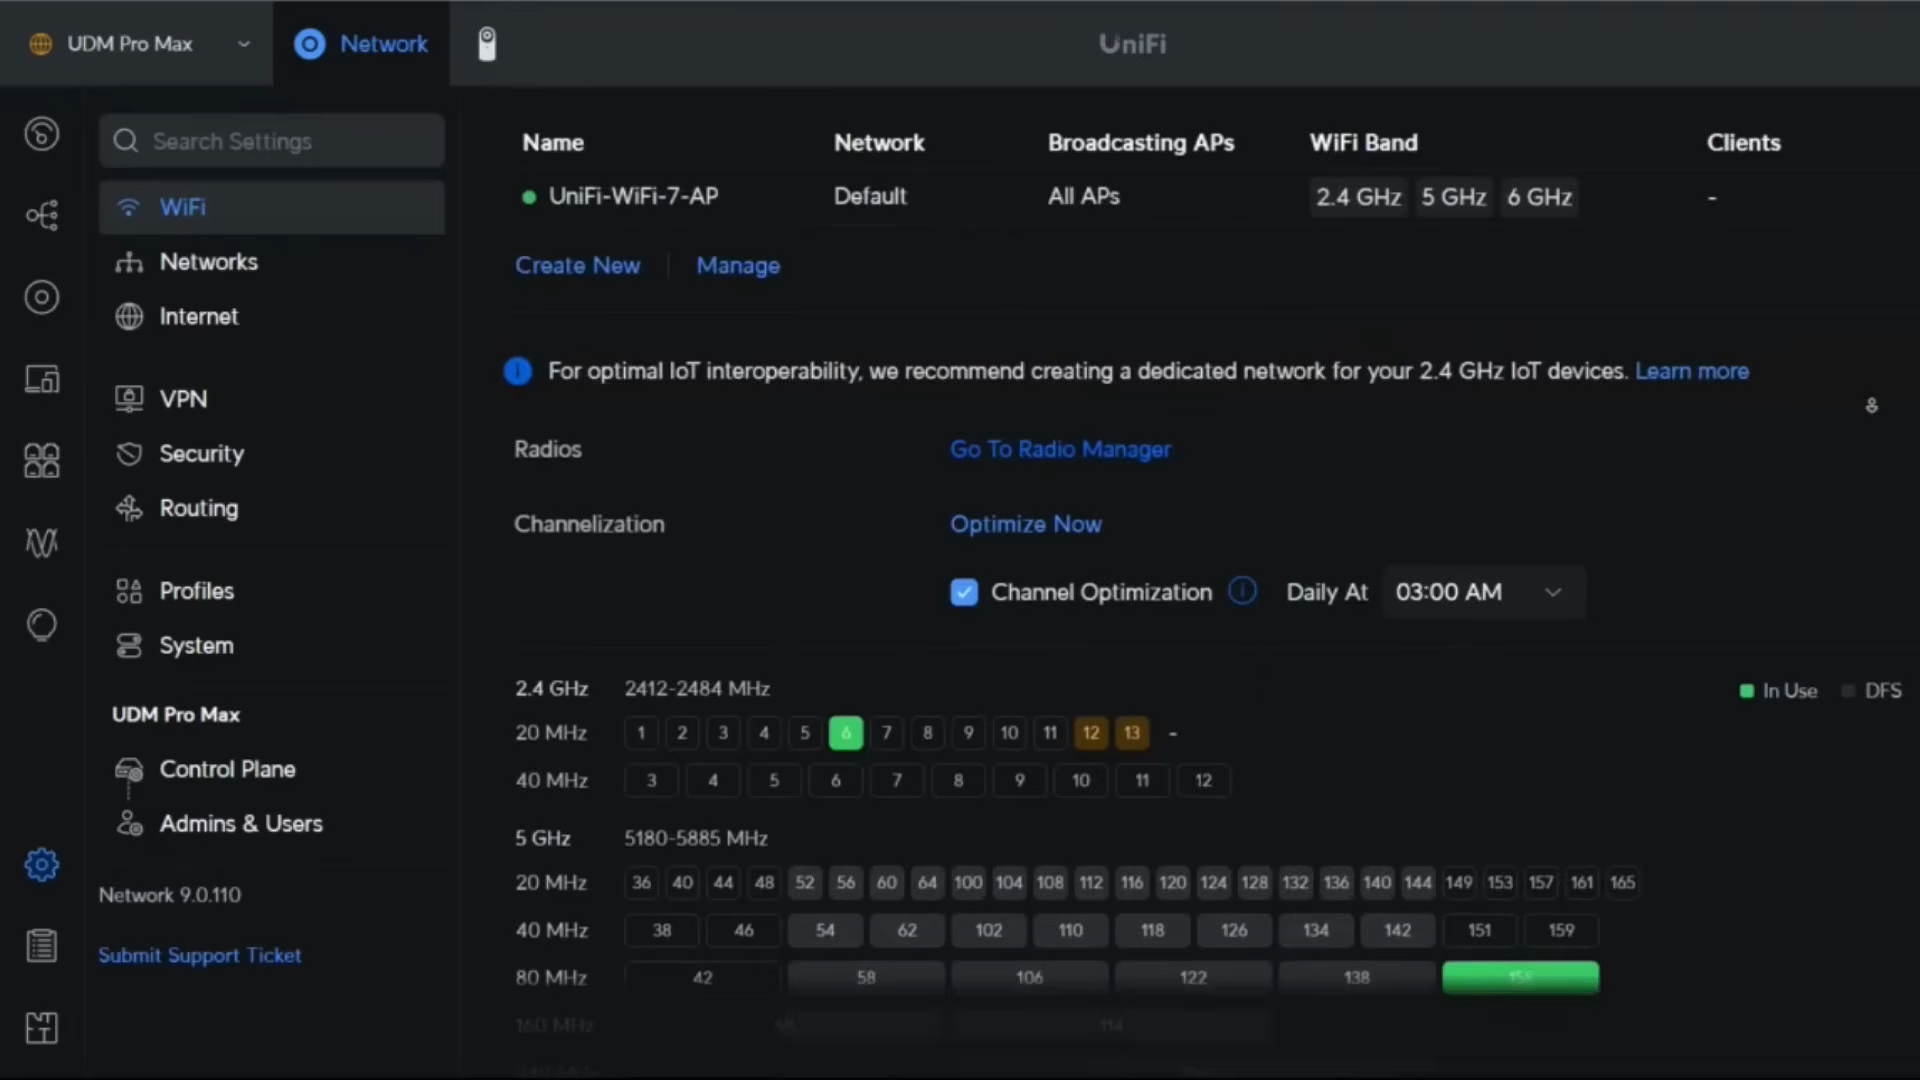 UDM Pro Max
Network
UniFi
Search Settings
WiFi
Networks
Internet
VPN
Security
Routing
Profiles
System
UDM Pro Max
Control Plane
Admins & Users
Network 9.0.110
Submit Support Ticket
Name Network Broadcasting APs WiFi Band Clients
UniFi-WiFi-7-AP Default All APs 2.4 GHz 5 GHz 6 GHz -
Create New Manage
For optimal IoT interoperability, we recommend creating a dedicated network for your 2.4 GHz IoT devices. Learn more
Radios Go To Radio Manager
Channelization Optimize Now
Channel Optimization Daily At 03:00 AM
2.4 GHz 2412-2484 MHz In Use DFS
20 MHz 1 2 3 4 5 6 7 8 9 10 11 12 13 -
40 MHz 3 4 5 6 7 8 9 10 11 12
5 GHz 5180-5885 MHz
20 MHz 36 40 44 48 52 56 60 64 100 104 108 112 116 120 124 128 132 136 140 144 149 153 157 161 165
40 MHz 38 46 54 62 102 110 118 126 134 142 151 159
80 MHz 42 58 106 122 138
160 MHz 114